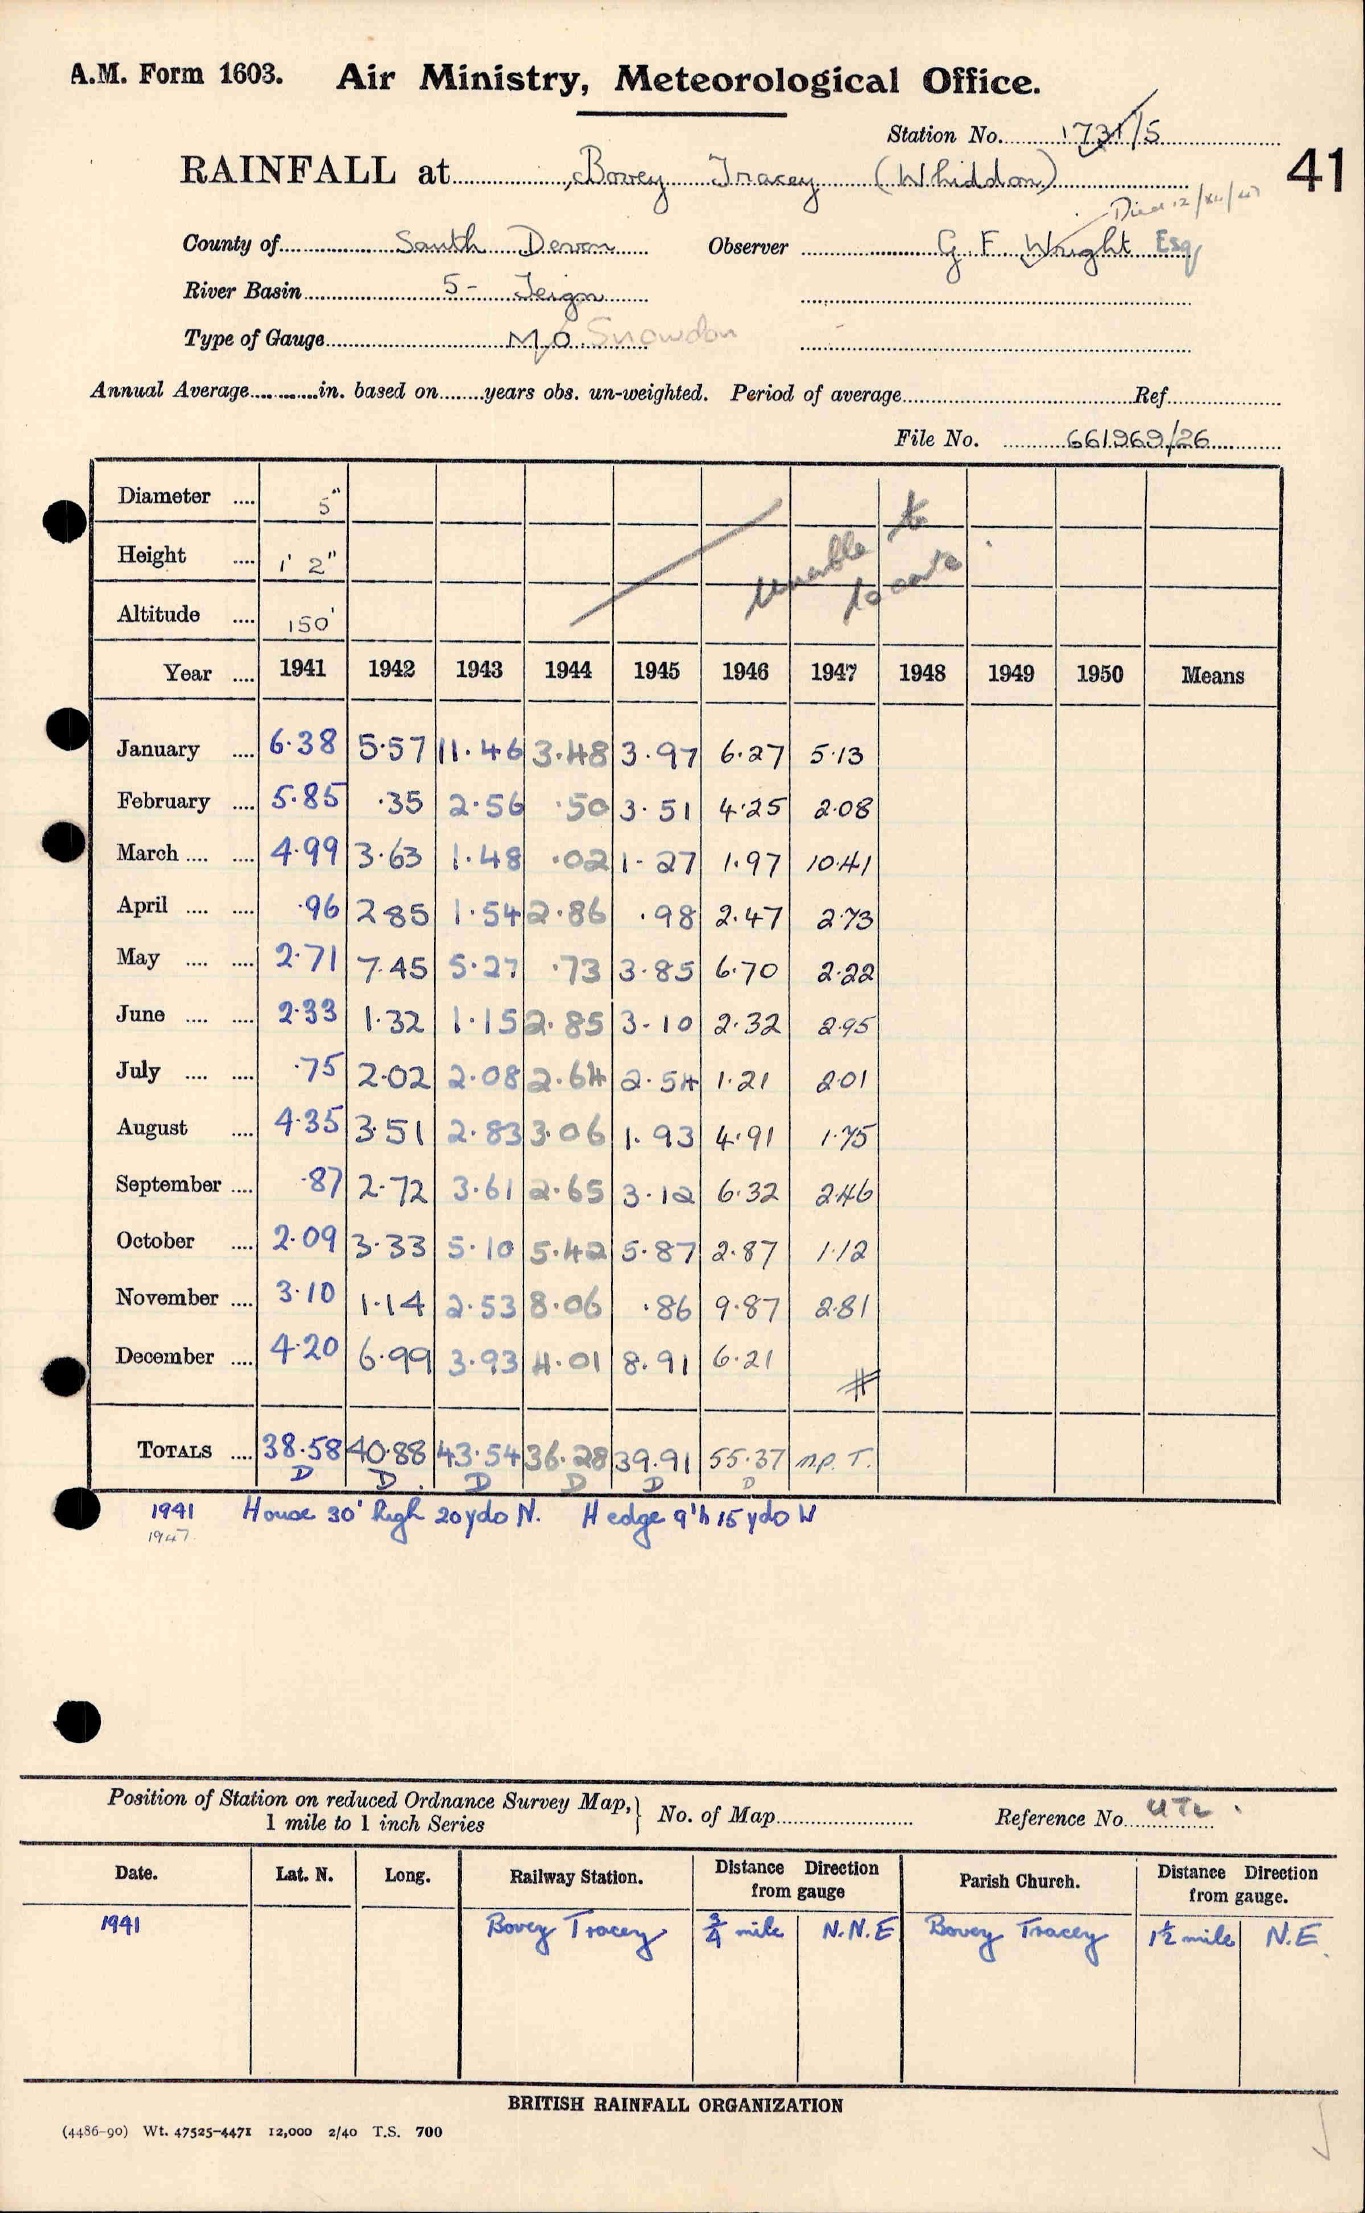 A.M. Form 1603. Air Ministry, Meteorological Office.
Station No. 1731/5
RAINFALL at Bovey Tracey (Whiddon)
41
Died 12/XII/47
County of South Devon Observer G F. Wright Esq
River Basin 5 - Teign
Type of Gauge M/O Snowdon
Annual Average in. based on years obs. un-weighted. Period of average Ref
File No. 661969/26
Diameter 5"
Height 1' 2"
Altitude 150'
unable to
locate
Year 1941 1942 1943 1944 1945 1946 1947 1948 1949 1950 Means
January 6·38 5·57 11·46 3·48 3·97 6·27 5·13
February 5·85 ·35 2·56 ·50 3·51 4·25 2·08
March 4·99 3·63 1·48 ·02 1·27 1·97 10·41
April ·96 2 85 1·54 2·86 ·98 2·47 2·73
May 2·71 7·45 5·27 ·73 3·85 6·70 2·22
June 2·33 1·32 1·15 2·85 3·10 2·32 2·95
July ·75 2·02 2·08 2·64 2·54 1·21 2·01
August 4·35 3·51 2·83 3·06 1·93 4·91 1·75
September ·87 2·72 3·61 2·65 3·12 6·32 2·46
October 2·09 3·33 5·10 5·42 5·87 2·87 1·12
November 3·10 1·14 2·53 8·06 ·86 9·87 2·81
December 4·20 6·99 3·93 4·01 8·91 6·21
#
TOTALS 38·58 40·88 43·54 36·28 39·91 55·37 n.p. T.
D D D D D D
1941 House 30' high 20 yds N. Hedge 9'h 15 yds W
1947
Position of Station on reduced Ordnance Survey Map, No. of Map Reference No. UTL
1 mile to 1 inch Series
Date. Lat. N. Long. Railway Station. Distance Direction from gauge Parish Church. Distance Direction from gauge.
1941 Bovey Tracey 3/4 mile N.N.E Bovey Tracey 1½ mile N.E.
BRITISH RAINFALL ORGANIZATION
(4486-90) Wt. 47525-4471 12,000 2/40 T.S. 700